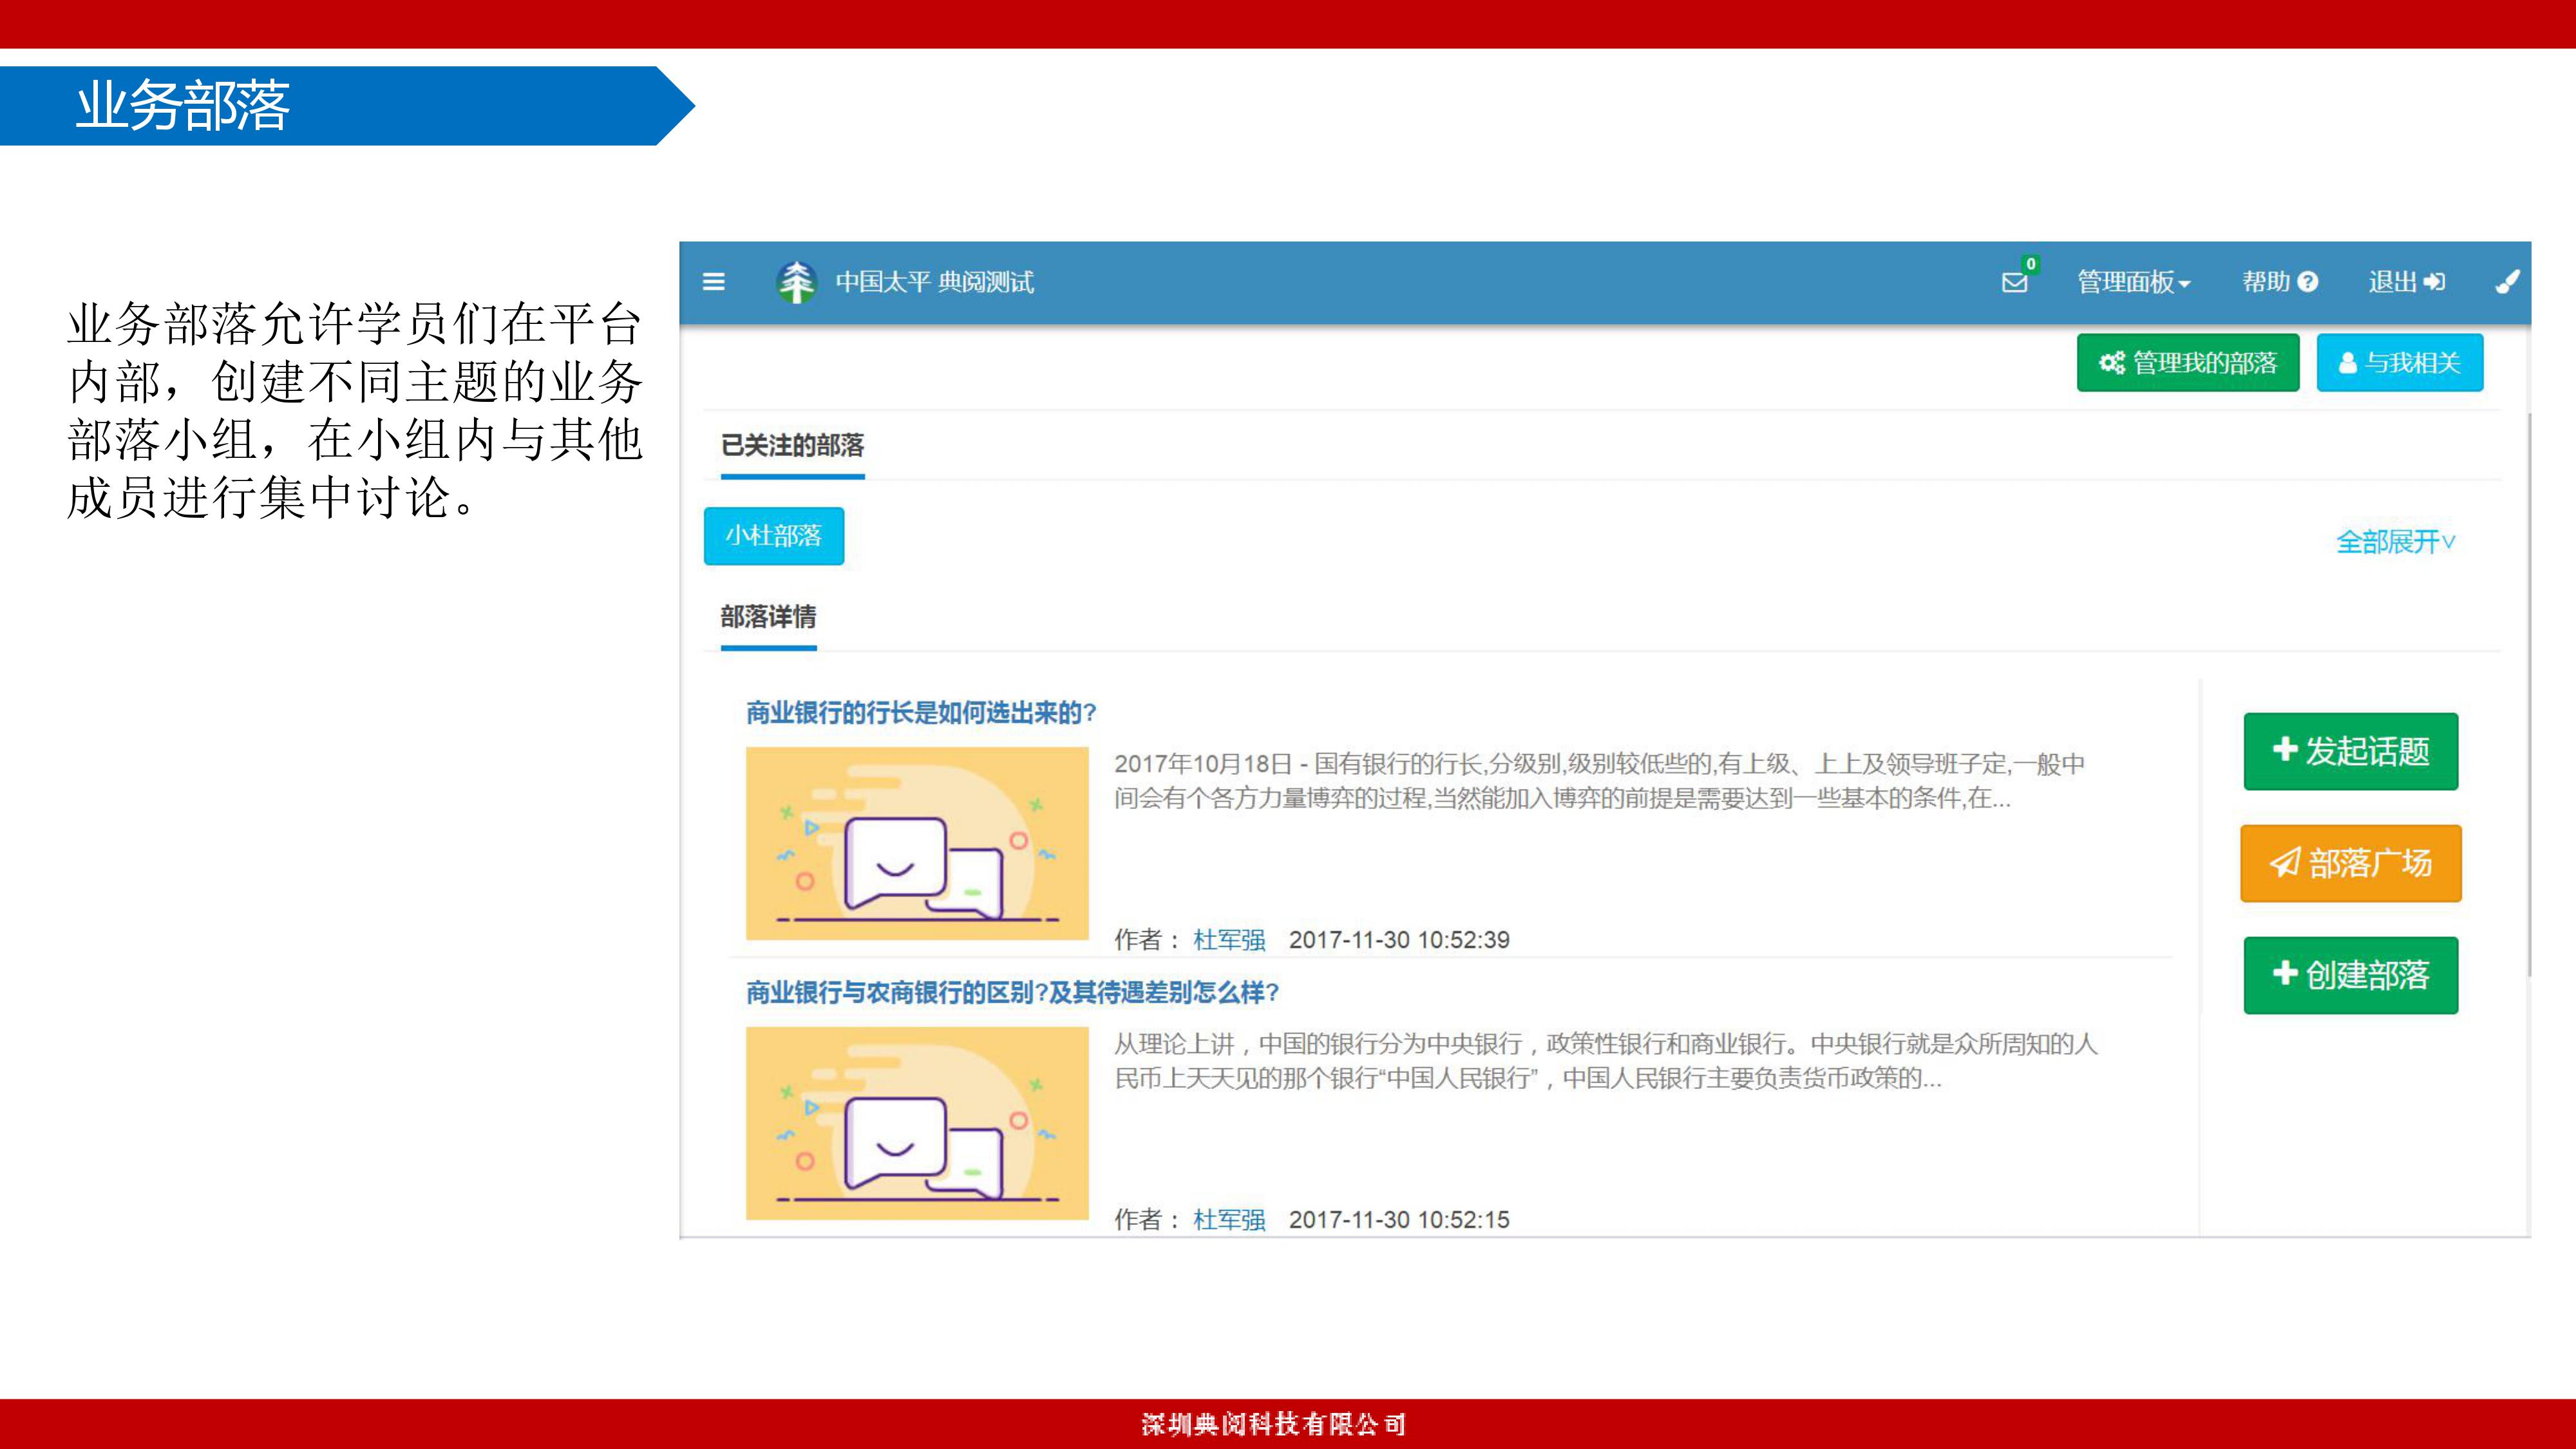 业务部落
业务部落允许学员们在平台
内部，创建不同主题的业务
部落小组，在小组内与其他
成员进行集中讨论。
中国太平 典阅测试
0
管理面板
帮助
退出
管理我的部落
与我相关
已关注的部落
小杜部落
全部展开
部落详情
商业银行的行长是如何选出来的?
2017年10月18日 - 国有银行的行长,分级别,级别较低些的,有上级、上上及领导班子定,一般中
间会有个各方力量博弈的过程,当然能加入博弈的前提是需要达到一些基本的条件,在...
作者： 杜军强 2017-11-30 10:52:39
商业银行与农商银行的区别?及其待遇差别怎么样?
从理论上讲，中国的银行分为中央银行，政策性银行和商业银行。中央银行就是众所周知的人
民币上天天见的那个银行“中国人民银行”，中国人民银行主要负责货币政策的...
作者： 杜军强 2017-11-30 10:52:15
发起话题
部落广场
创建部落
深圳典阅科技有限公司